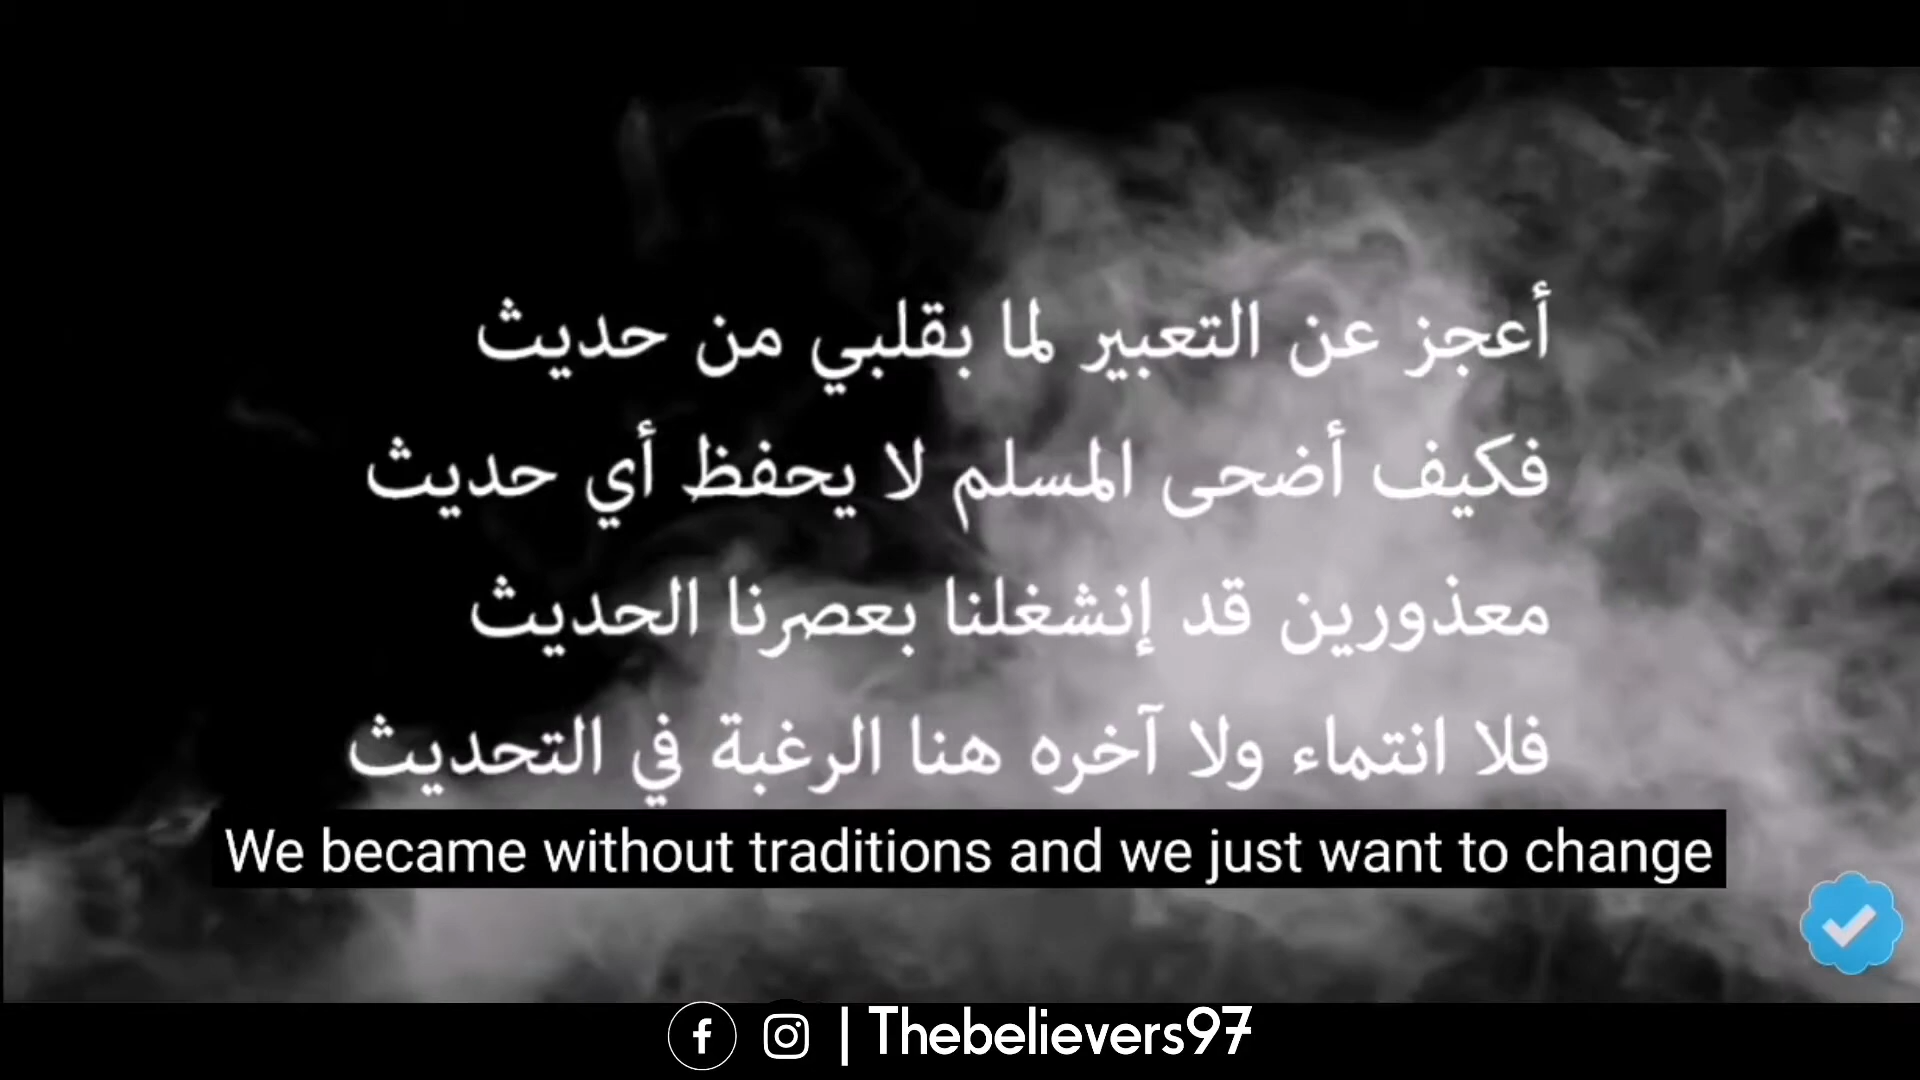 أعجز عن التعبير لما بقلبي من حديث
فكيف أضحى المسلم لا يحفظ أي حديث
معذورين قد إنشغلنا بعصرنا الحديث
فلا انتماء ولا آخره هنا الرغبة في التحديث
We became without traditions and we just want to change
| Thebelievers97